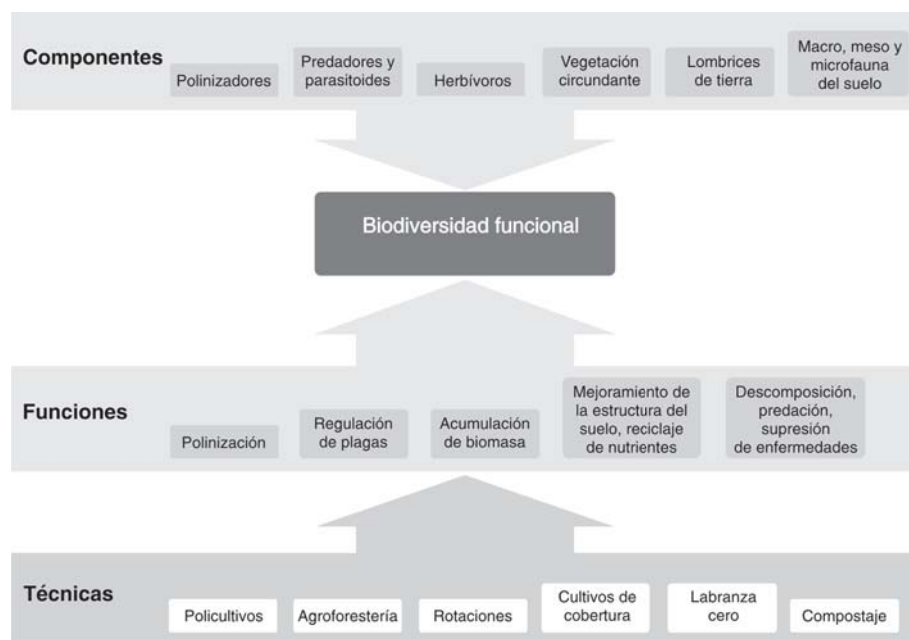 Componentes
Polinizadores
Predadores y
parasitoides
Herbívoros
Vegetación
circundante
Lombrices
de tierra
Macro, meso y
microfauna
del suelo
Biodiversidad funcional
Funciones
Polinización
Regulación
de plagas
Acumulación
de biomasa
Mejoramiento de
la estructura del
suelo, reciclaje
de nutrientes
Descomposición,
predación,
supresión
de enfermedades
Técnicas
Policultivos
Agroforestería
Rotaciones
Cultivos de
cobertura
Labranza
cero
Compostaje